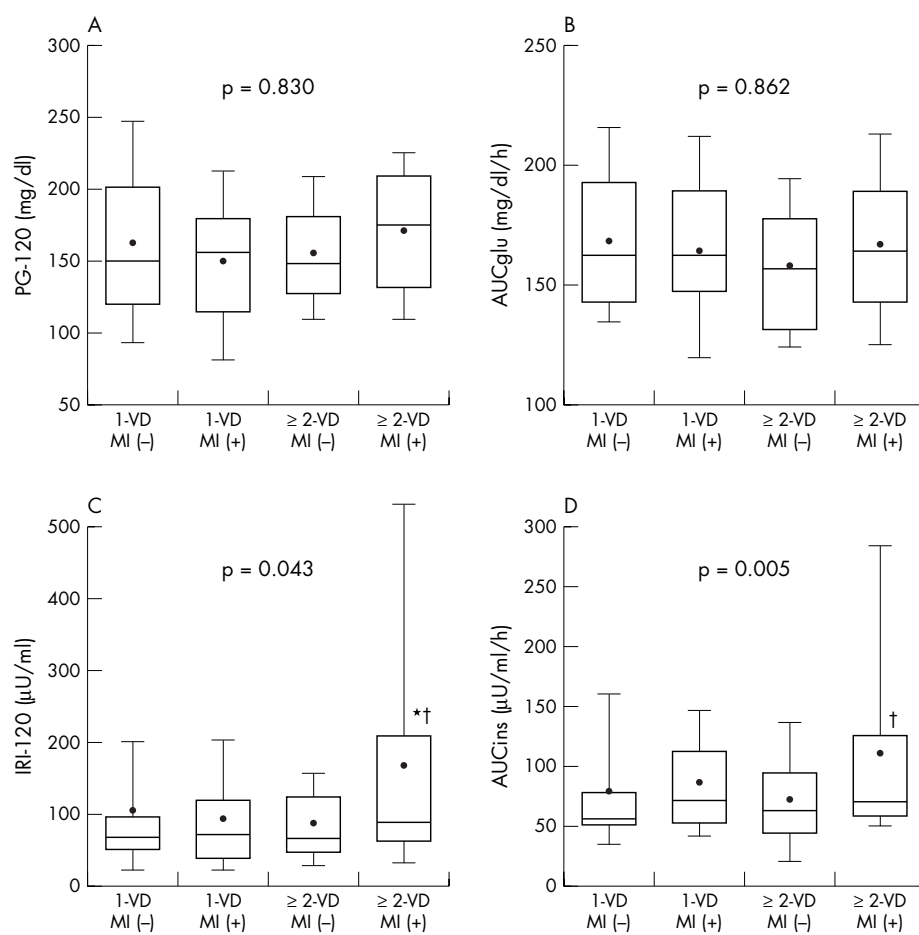 A
300
250
200
150
100
50
PG-120 (mg/dl)
p = 0.830
1-VD
MI (–)
1-VD
MI (+)
≥ 2-VD
MI (–)
≥ 2-VD
MI (+)
B
250
200
150
100
AUCglu (mg/dl/h)
p = 0.862
1-VD
MI (–)
1-VD
MI (+)
≥ 2-VD
MI (–)
≥ 2-VD
MI (+)
C
500
400
300
200
100
0
IRI-120 (µU/ml)
p = 0.043
★†
1-VD
MI (–)
1-VD
MI (+)
≥ 2-VD
MI (–)
≥ 2-VD
MI (+)
D
300
250
200
150
100
50
0
AUCins (µU/ml/h)
p = 0.005
†
1-VD
MI (–)
1-VD
MI (+)
≥ 2-VD
MI (–)
≥ 2-VD
MI (+)